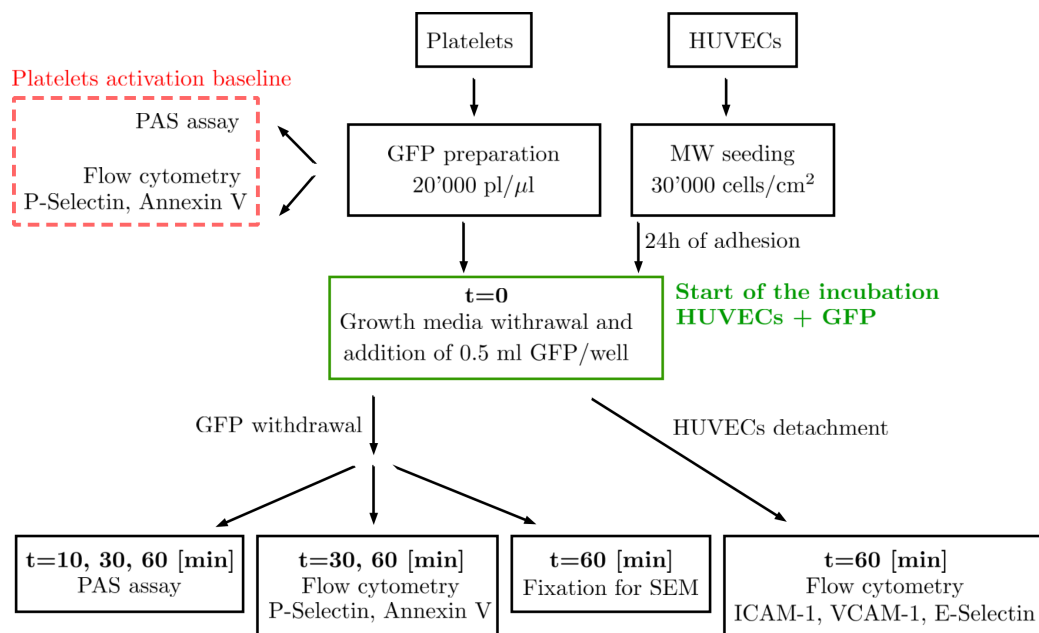 Platelets
HUVECs
Platelets activation baseline
PAS assay
Flow cytometry
P-Selectin, Annexin V
GFP preparation
20'000 pl/μl
MW seeding
30'000 cells/cm²
24h of adhesion
t=0
Growth media withrawal and
addition of 0.5 ml GFP/well
Start of the incubation
HUVECs + GFP
GFP withdrawal
HUVECs detachment
t=10, 30, 60 [min]
PAS assay
t=30, 60 [min]
Flow cytometry
P-Selectin, Annexin V
t=60 [min]
Fixation for SEM
t=60 [min]
Flow cytometry
ICAM-1, VCAM-1, E-Selectin